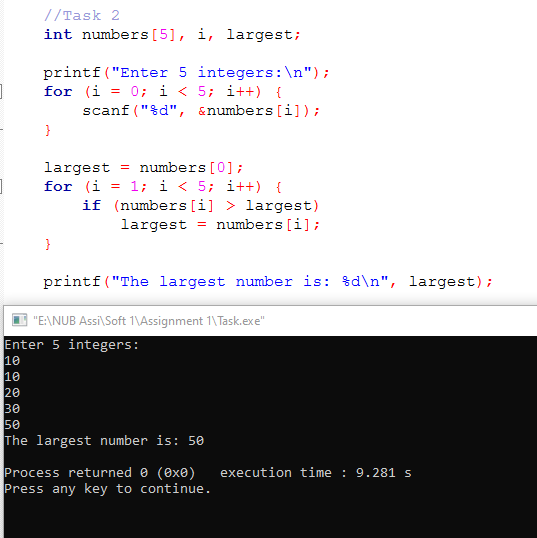 //Task 2
int numbers[5], i, largest;
printf("Enter 5 integers:\n");
for (i = 0; i < 5; i++) {
scanf("%d", &numbers[i]);
}
largest = numbers[0];
for (i = 1; i < 5; i++) {
if (numbers[i] > largest)
largest = numbers[i];
}
printf("The largest number is: %d\n", largest);
"E:\NUB Assi\Soft 1\Assignment 1\Task.exe"
Enter 5 integers:
10
10
20
30
50
The largest number is: 50
Process returned 0 (0x0)   execution time : 9.281 s
Press any key to continue.